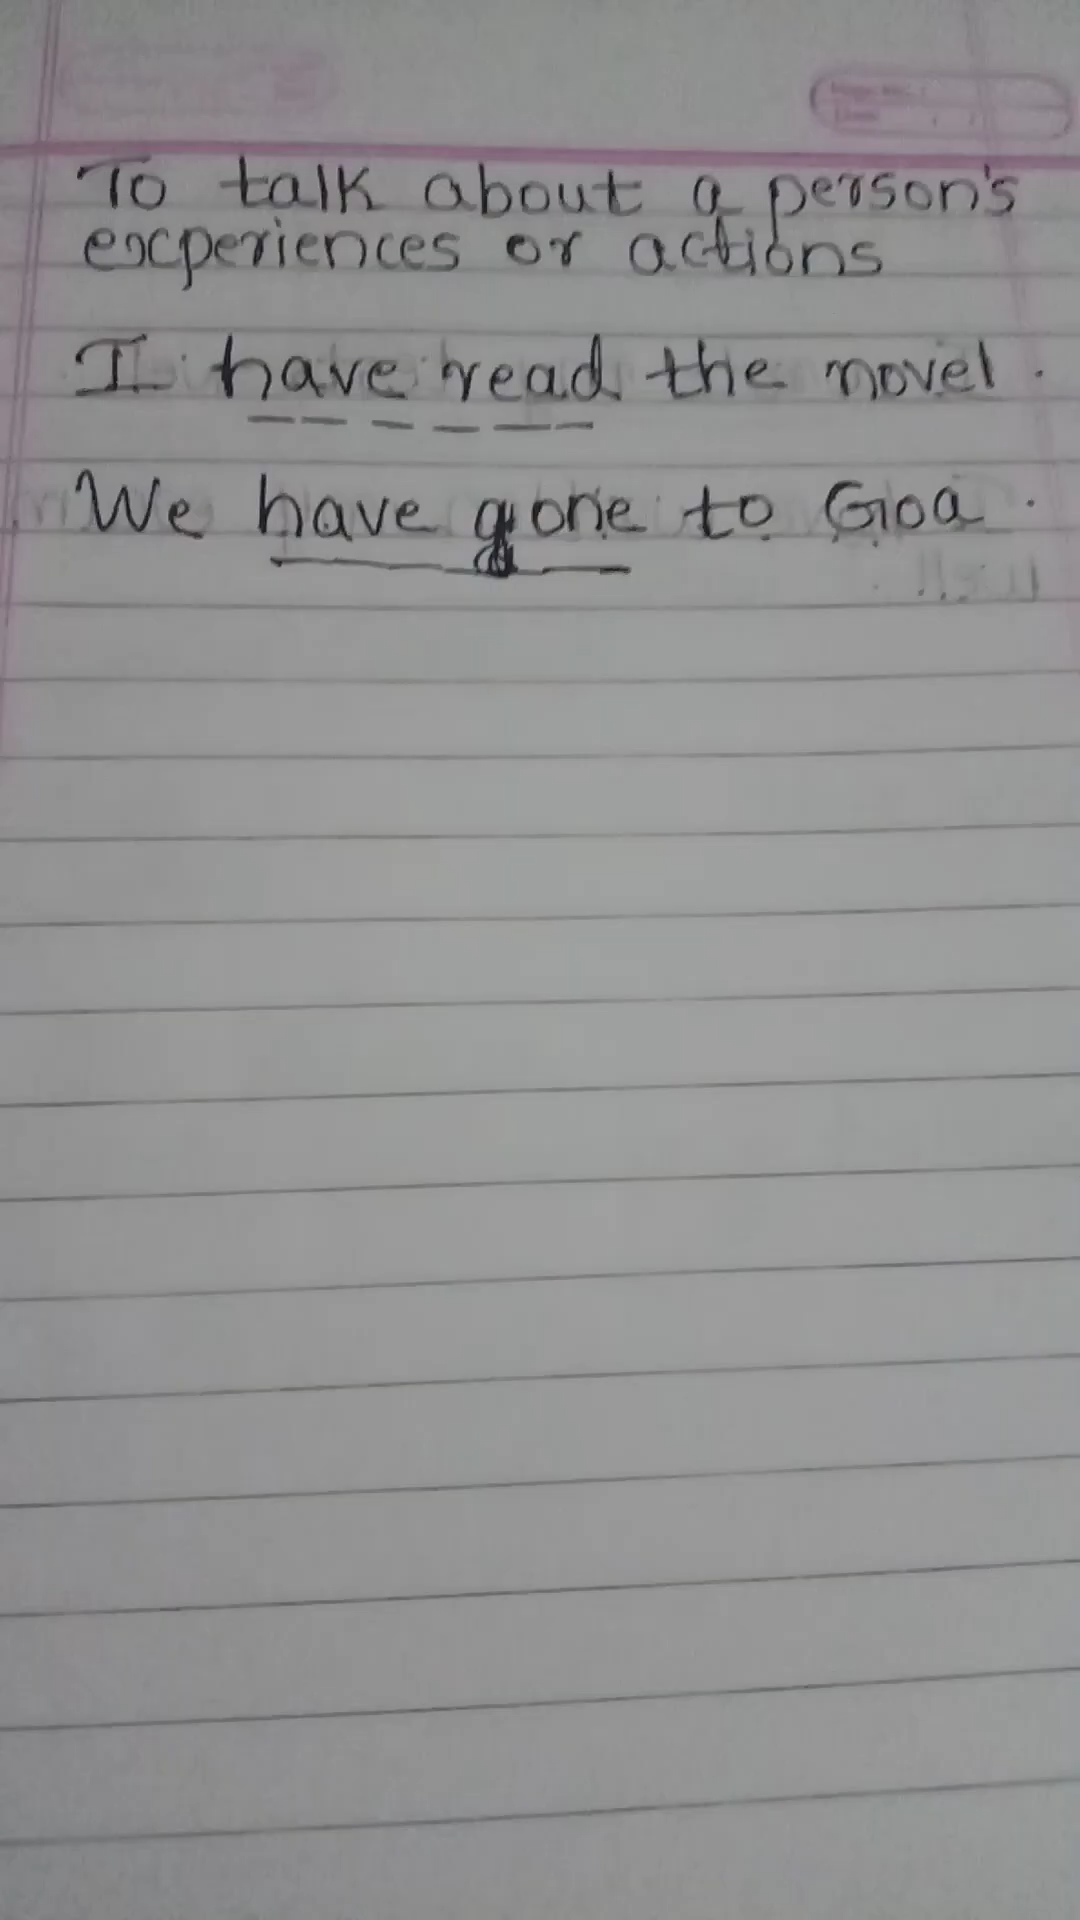 To talk about a person's
experiences or actions
I have read the novel.
We have gone to Goa.